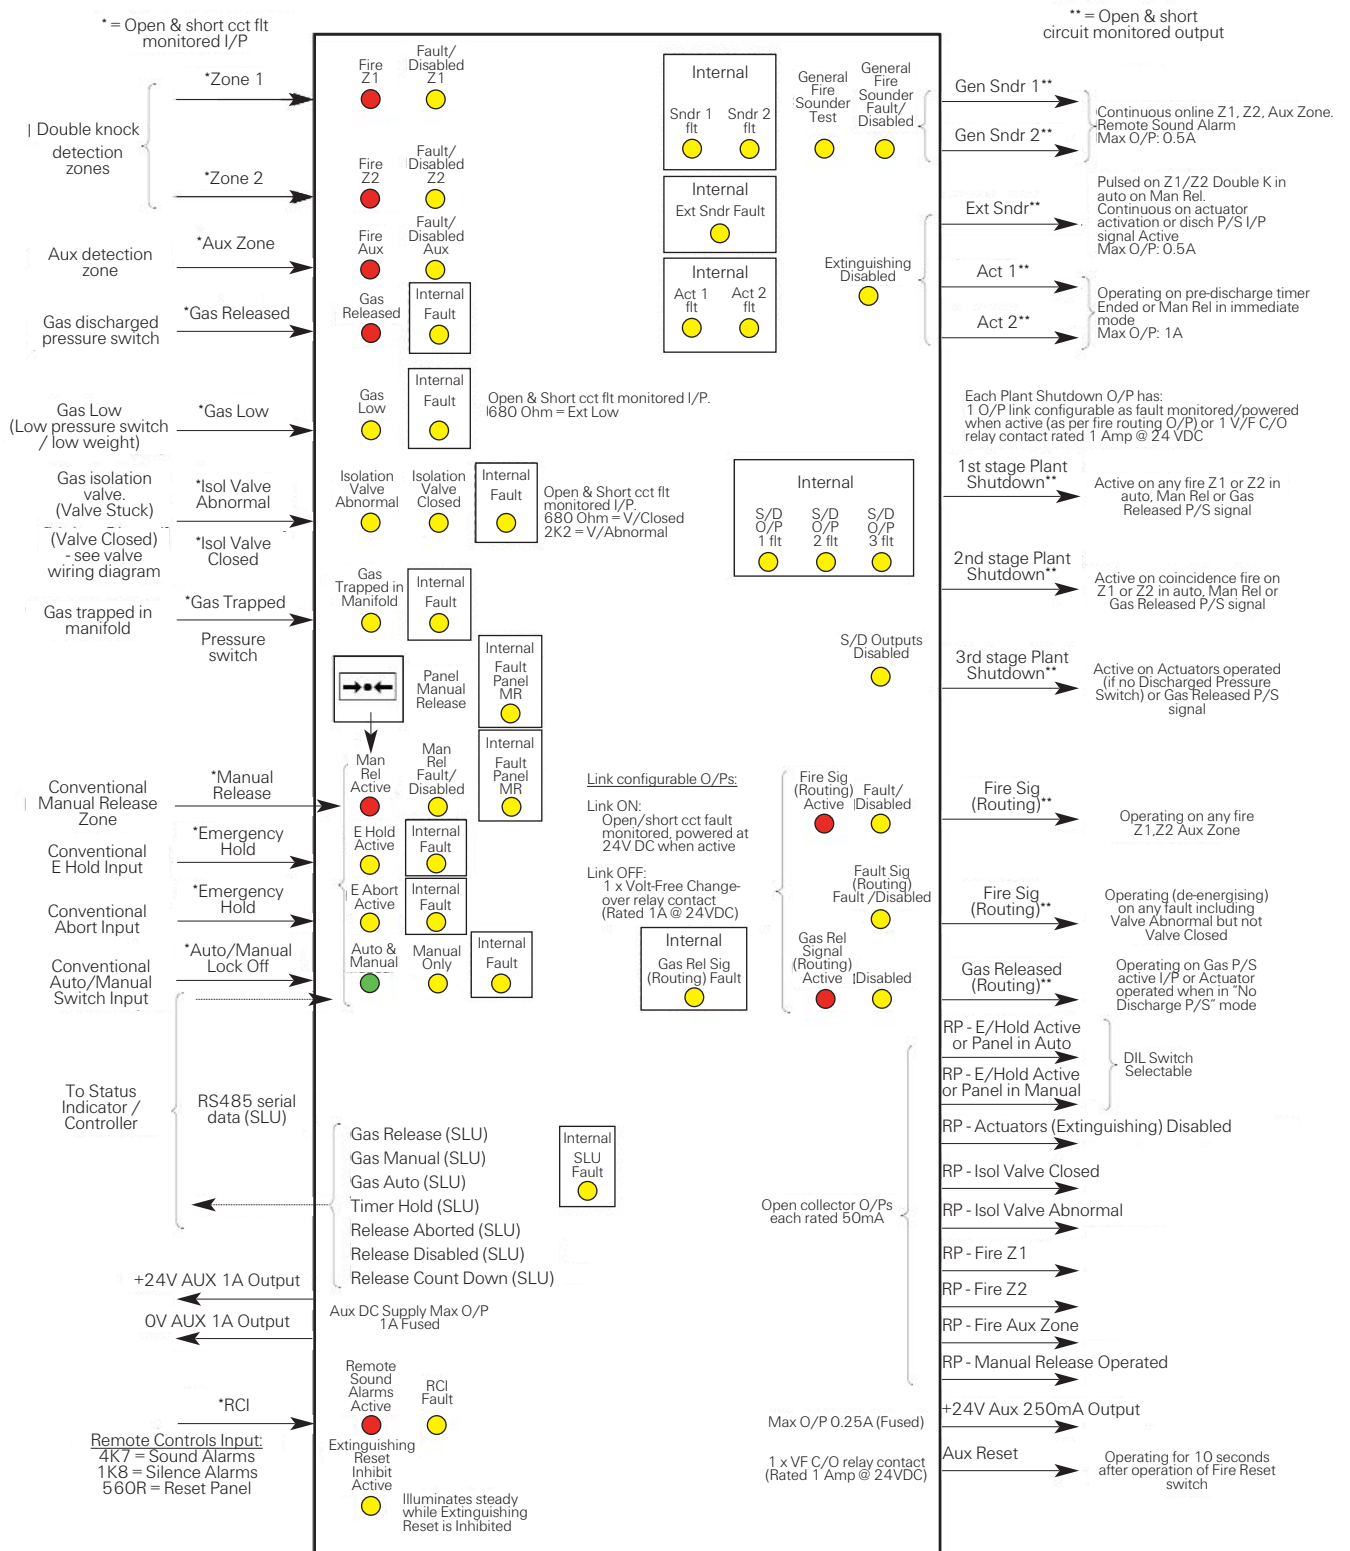 * = Open & short cct flt
monitored I/P
** = Open & short
circuit monitored output
Double knock
detection
zones
*Zone 1
*Zone 2
Fire
Z1
Fault/
Disabled
Z1
Fire
Z2
Fault/
Disabled
Z2
Aux detection
zone
*Aux Zone
Fire
Aux
Fault/
Disabled
Aux
Gas discharged
pressure switch
*Gas Released
Gas
Released
Internal
Fault
Gas Low
(Low pressure switch
/ low weight)
*Gas Low
Gas
Low
Internal
Fault
Open & Short cct flt monitored I/P.
680 Ohm = Ext Low
Gas isolation
valve.
(Valve Stuck)
(Valve Closed)
- see valve
wiring diagram
*Isol Valve
Abnormal
*Isol Valve
Closed
Isolation
Valve
Abnormal
Isolation
Valve
Closed
Internal
Fault
Open & Short cct flt
monitored I/P.
680 Ohm = V/Closed
2K2 = V/Abnormal
Gas trapped in
manifold
*Gas Trapped
Pressure
switch
Gas
Trapped in
Manifold
Internal
Fault
Panel
Manual
Release
Internal
Fault
Panel
MR
Conventional
Manual Release
Zone
*Manual
Release
Man
Rel
Active
Man
Rel
Fault/
Disabled
Internal
Fault
Panel
MR
Conventional
E Hold Input
*Emergency
Hold
E Hold
Active
Internal
Fault
Conventional
Abort Input
*Emergency
Hold
E Abort
Active
Internal
Fault
Conventional
Auto/Manual
Switch Input
*Auto/Manual
Lock Off
Auto &
Manual
Manual
Only
Internal
Fault
To Status
Indicator /
Controller
RS485 serial
data (SLU)
Gas Release (SLU)
Gas Manual (SLU)
Gas Auto (SLU)
Timer Hold (SLU)
Release Aborted (SLU)
Release Disabled (SLU)
Release Count Down (SLU)
Internal
SLU
Fault
+24V AUX 1A Output
0V AUX 1A Output
Aux DC Supply Max O/P
1A Fused
*RCI
Remote Controls Input:
4K7 = Sound Alarms
1K8 = Silence Alarms
560R = Reset Panel
Remote
Sound
Alarms
Active
RCI
Fault
Extinguishing
Reset
Inhibit
Active
Illuminates steady
while Extinguishing
Reset is Inhibited
Internal
Sndr 1
flt
Sndr 2
flt
General
Fire
Sounder
Test
General
Fire
Sounder
Fault/
Disabled
Gen Sndr 1**
Gen Sndr 2**
Continuous online Z1, Z2, Aux Zone.
Remote Sound Alarm
Max O/P: 0.5A
Internal
Ext Sndr Fault
Ext Sndr**
Pulsed on Z1/Z2 Double K in
auto on Man Rel.
Continuous on actuator
activation or disch P/S I/P
signal Active
Max O/P: 0.5A
Internal
Act 1
flt
Act 2
flt
Extinguishing
Disabled
Act 1**
Act 2**
Operating on pre-discharge timer
Ended or Man Rel in immediate
mode
Max O/P: 1A
Each Plant Shutdown O/P has:
1 O/P link configurable as fault monitored/powered
when active (as per fire routing O/P) or 1 V/F C/O
relay contact rated 1 Amp @ 24 VDC
Internal
S/D
O/P
1 flt
S/D
O/P
2 flt
S/D
O/P
3 flt
1st stage Plant
Shutdown**
Active on any fire Z1 or Z2 in
auto, Man Rel or Gas
Released P/S signal
2nd stage Plant
Shutdown**
Active on coincidence fire on
Z1 or Z2 in auto, Man Rel or
Gas Released P/S signal
S/D Outputs
Disabled
3rd stage Plant
Shutdown**
Active on Actuators operated
(if no Discharged Pressure
Switch) or Gas Released P/S
signal
Link configurable O/Ps:
Link ON:
Open/short cct fault
monitored, powered at
24V DC when active
Link OFF:
1 x Volt-Free Change-
over relay contact
(Rated 1A @ 24VDC)
Fire Sig
(Routing)
Active
Fault/
Disabled
Fire Sig
(Routing)**
Operating on any fire
Z1,Z2 Aux Zone
Fault Sig
(Routing)
Fault /Disabled
Fire Sig
(Routing)**
Operating (de-energising)
on any fault including
Valve Abnormal but not
Valve Closed
Internal
Gas Rel Sig
(Routing) Fault
Gas Rel
Signal
(Routing)
Active
Disabled
Gas Released
(Routing)**
Operating on Gas P/S
active I/P or Actuator
operated when in "No
Discharge P/S" mode
Open collector O/Ps
each rated 50mA
RP - E/Hold Active
or Panel in Auto
RP - E/Hold Active
or Panel in Manual
DIL Switch
Selectable
RP - Actuators (Extinguishing) Disabled
RP - Isol Valve Closed
RP - Isol Valve Abnormal
RP - Fire Z1
RP - Fire Z2
RP - Fire Aux Zone
RP - Manual Release Operated
Max O/P 0.25A (Fused)
+24V Aux 250mA Output
1 x VF C/O relay contact
(Rated 1 Amp @ 24VDC)
Aux Reset
Operating for 10 seconds
after operation of Fire Reset
switch